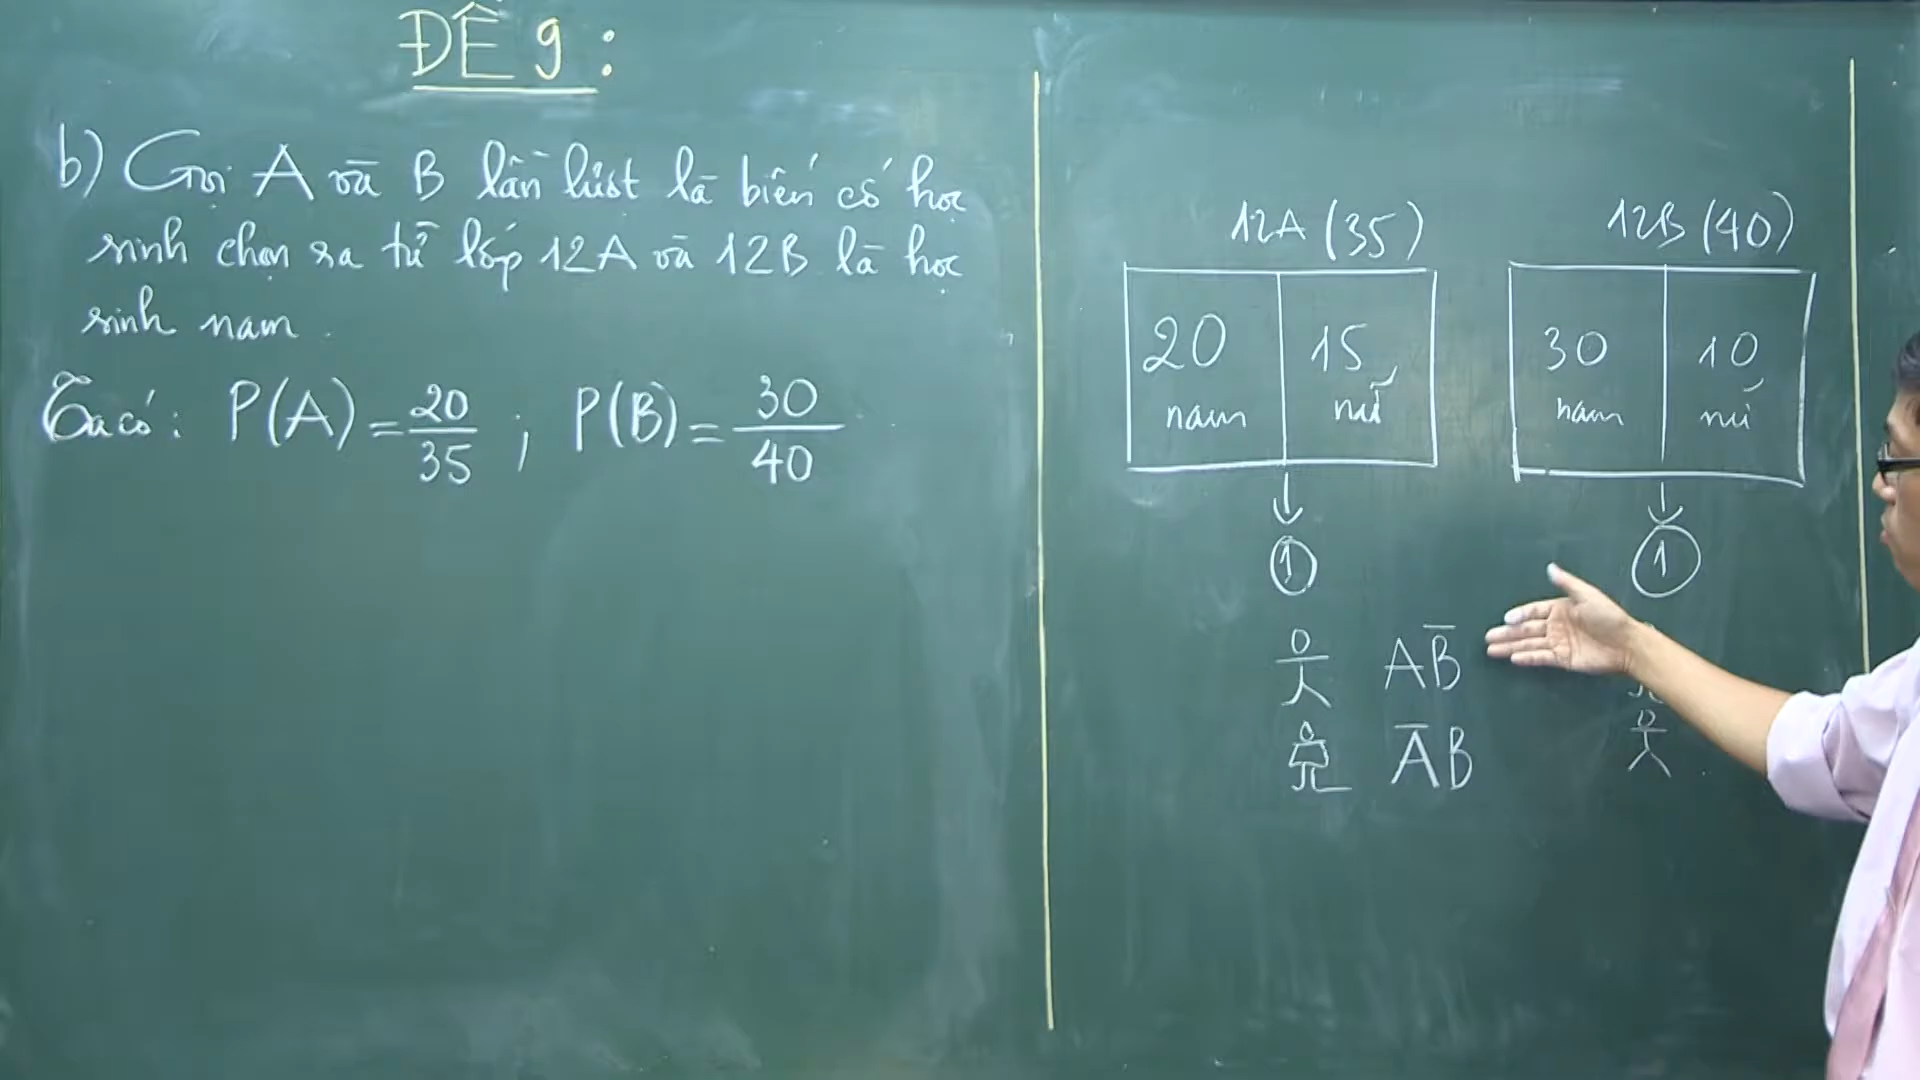 ĐỀ 9:
b) Gọi A và B lần lượt là biến cố học
sinh chọn ra từ lớp 12A và 12B là học
sinh nam.
Ta có: P(A) = 20/35 ; P(B) = 30/40
12A (35)
20 nam
15 nữ
1
12B (40)
30 nam
10 nữ
1
AB̅
A̅B